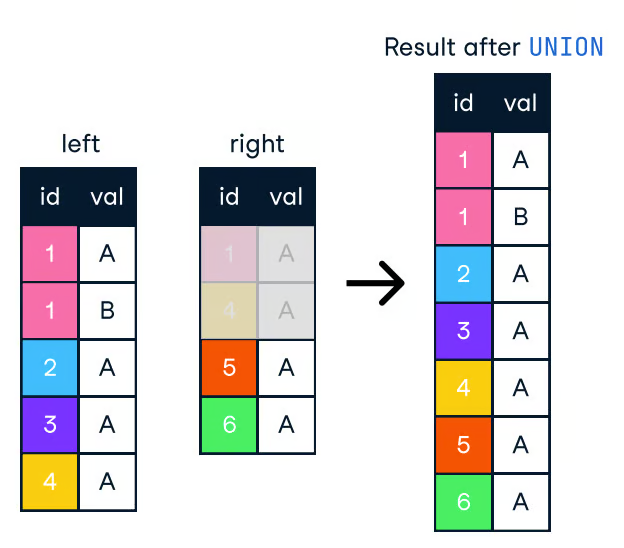 Result after UNION
left
id val
1 A
1 B
2 A
3 A
4 A
right
id val
1 A
4 A
5 A
6 A
id val
1 A
1 B
2 A
3 A
4 A
5 A
6 A